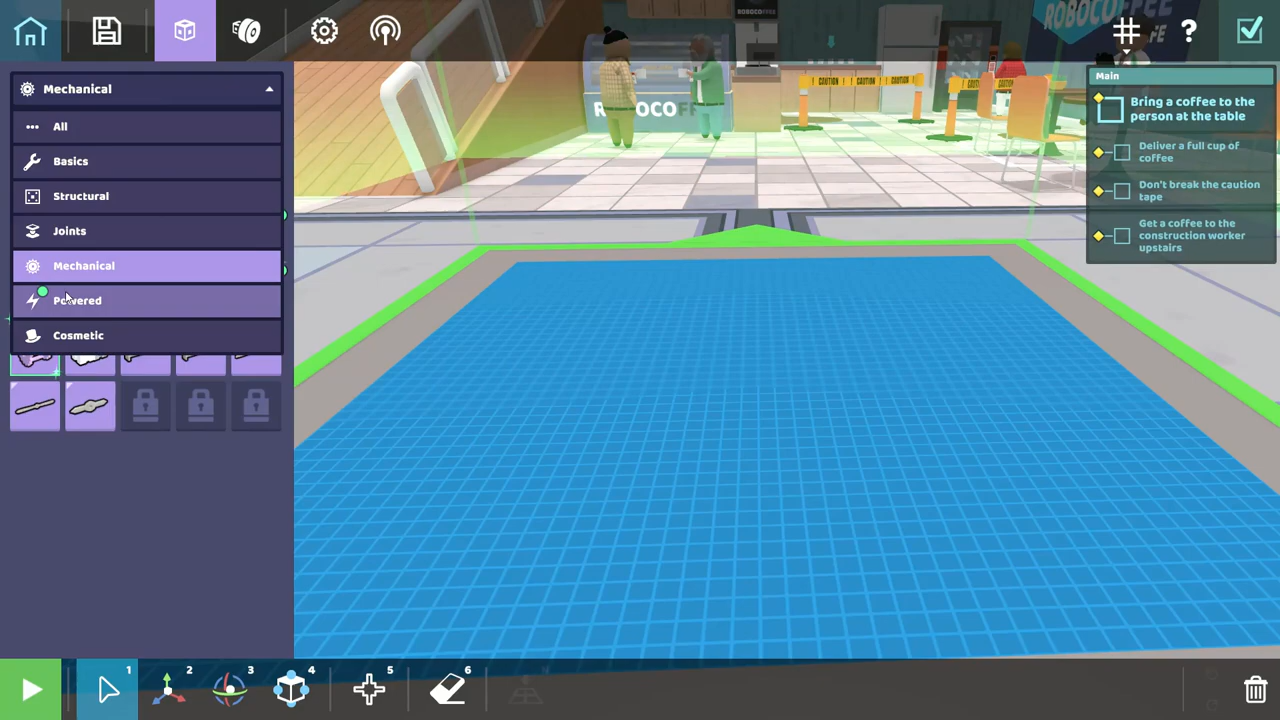 ROBOCOFFEE
ROBOCOFFEE
Mechanical
Main
All
CAUTION CAUTION CAUTION
Bring a coffee to the
person at the table
ROBOCOF
Basics
Deliver a full cup of
coffee
Structural
Don't break the caution
tape
Joints
Get a coffee to the
construction worker
upstairs
Mechanical
Powered
Cosmetic
1
2
3
4
5
6